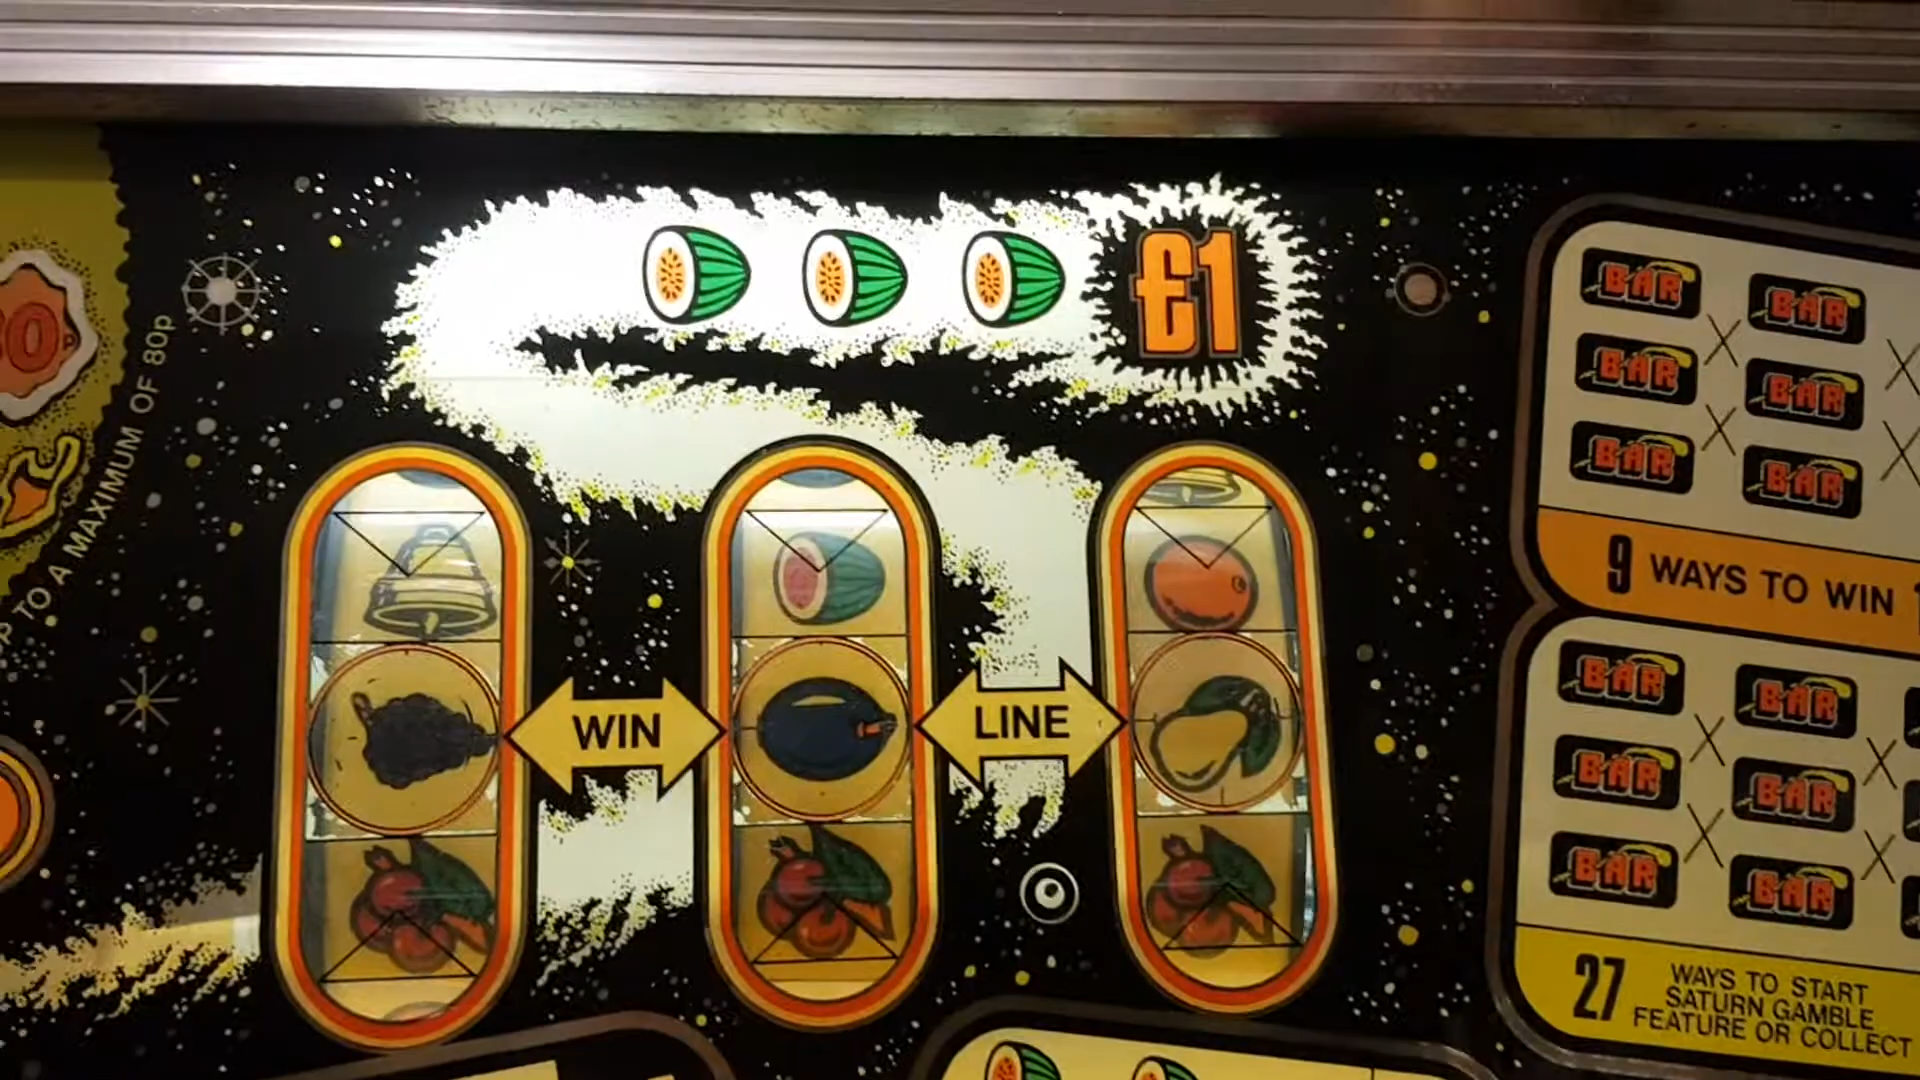 £1
TO A MAXIMUM OF 80p
BAR BAR
BAR BAR
BAR BAR
9 WAYS TO WIN
WIN
LINE
BAR BAR
BAR BAR
BAR BAR
27 WAYS TO START
SATURN GAMBLE
FEATURE OR COLLECT